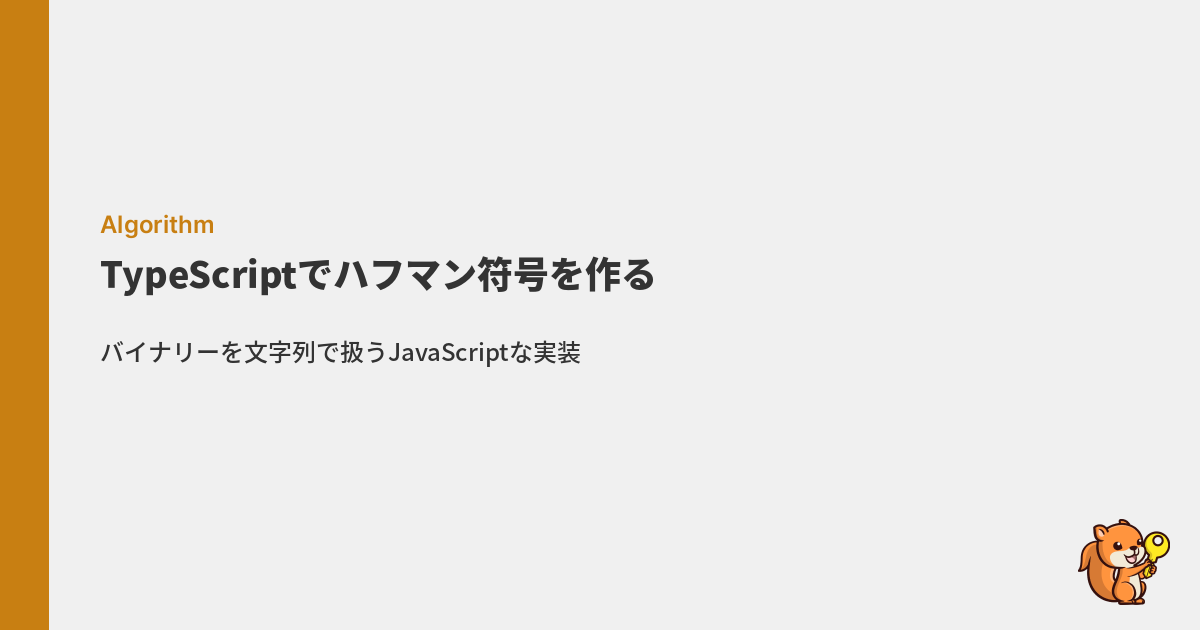 Algorithm
TypeScriptでハフマン符号を作る
バイナリーを文字列で扱うJavaScriptな実装